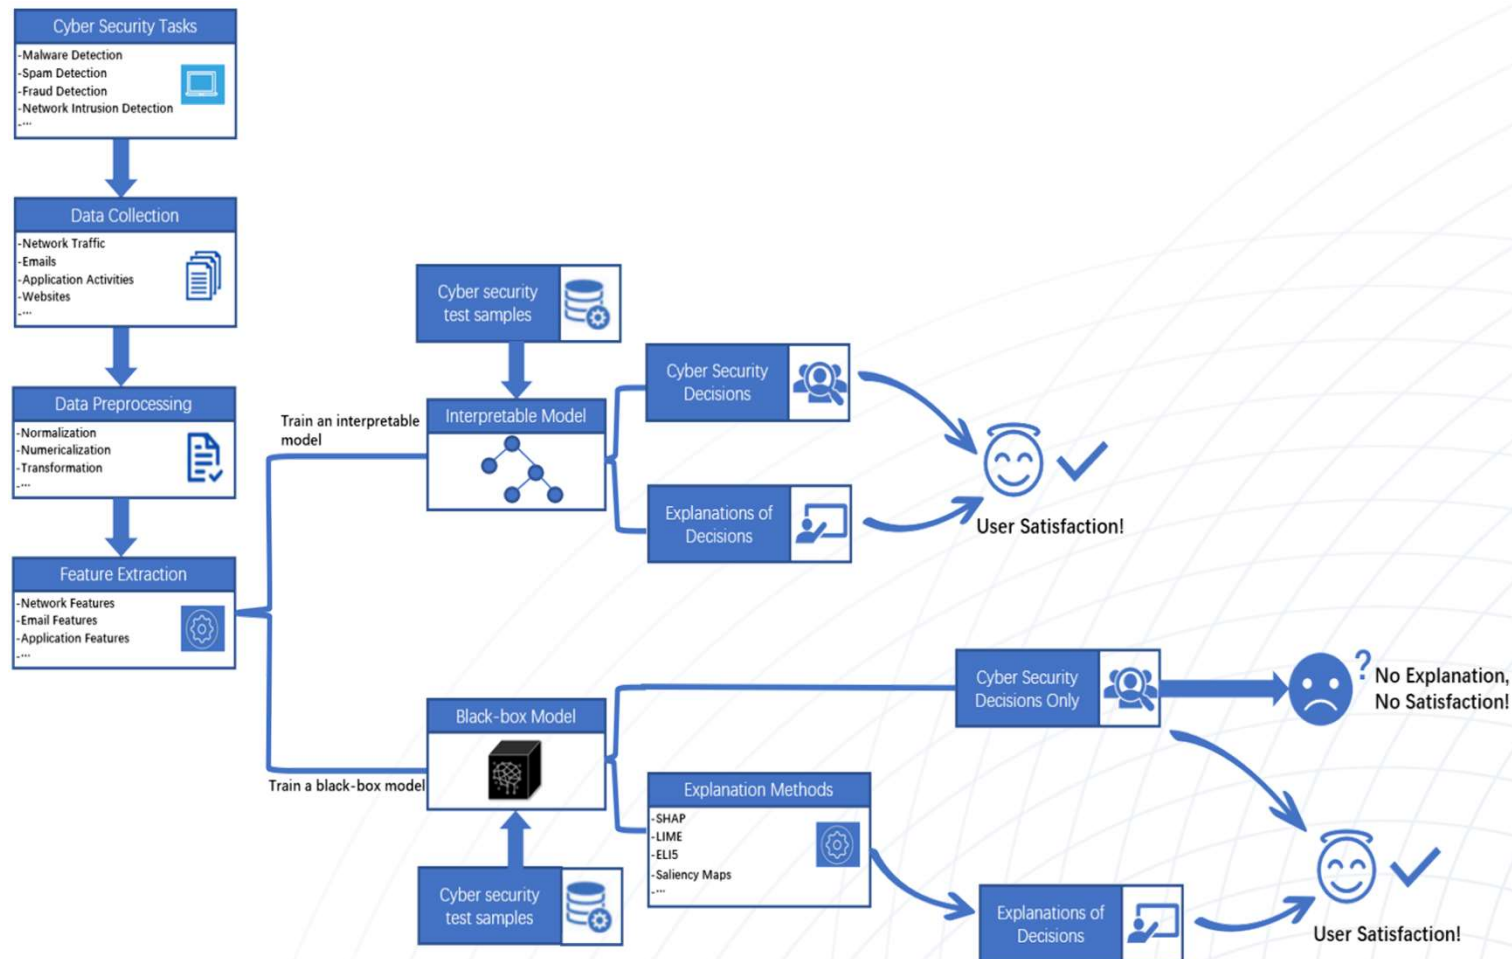 Cyber Security Tasks
-Malware Detection
-Spam Detection
-Fraud Detection
-Network Intrusion Detection
-...
Data Collection
-Network Traffic
-Emails
-Application Activities
-Websites
-...
Data Preprocessing
-Normalization
-Numericalization
-Transformation
-...
Feature Extraction
-Network Features
-Email Features
-Application Features
-...
Train an interpretable
model
Cyber security
test samples
Interpretable Model
Cyber Security
Decisions
Explanations of
Decisions
User Satisfaction!
Train a black-box model
Black-box Model
Cyber security
test samples
Cyber Security
Decisions Only
?
No Explanation,
No Satisfaction!
Explanation Methods
-SHAP
-LIME
-ELI5
-Saliency Maps
-...
Explanations of
Decisions
User Satisfaction!